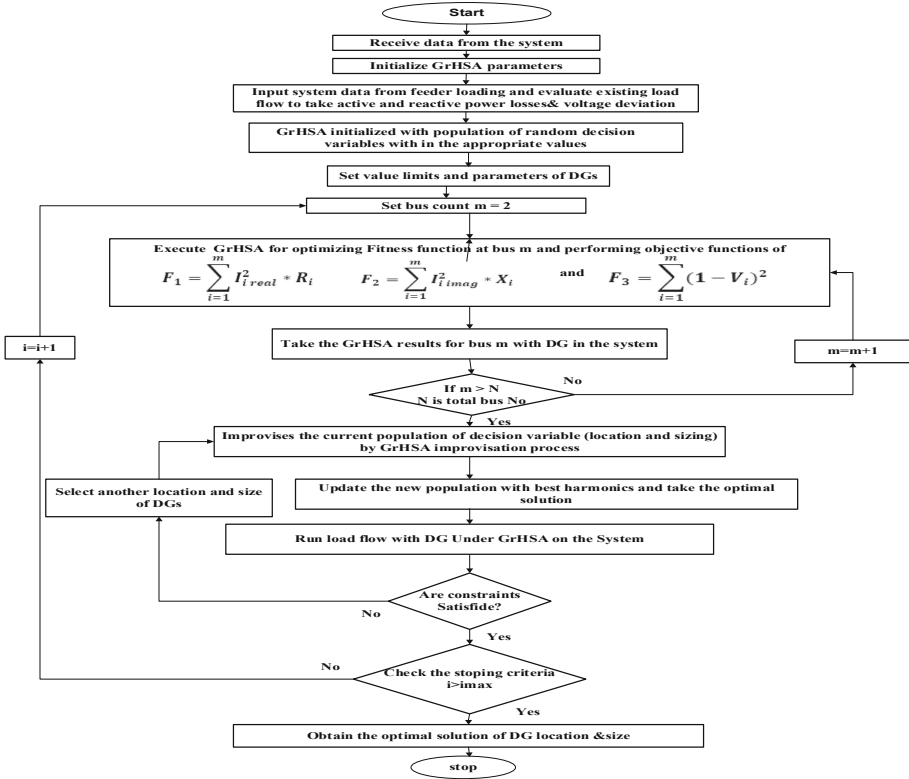 Start
Receive data from the system
Initialize GrHSA parameters
Input system data from feeder loading and evaluate existing load
flow to take active and reactive power losses& voltage deviation
GrHSA initialized with population of random decision
variables with in the appropriate values
Set value limits and parameters of DGs
Set bus count m = 2
Execute GrHSA for optimizing Fitness function at bus m and performing objective functions of
F₁ = ∑ᵢ₌₁ᵐ I²ᵢ ᵣₑₐₗ * Rᵢ F₂ = ∑ᵢ₌₁ᵐ I²ᵢ ᵢₘₐg * Xᵢ and F₃ = ∑ᵢ₌₁ᵐ (1 − Vᵢ)²
i=i+1
Take the GrHSA results for bus m with DG in the system
m=m+1
If m > N
N is total bus No
No
Yes
Improvises the current population of decision variable (location and sizing)
by GrHSA improvisation process
Select another location and size
of DGs
Update the new population with best harmonics and take the optimal
solution
Run load flow with DG Under GrHSA on the System
Are constraints
Satisfide?
No
Yes
Check the stoping criteria
i>imax
No
Yes
Obtain the optimal solution of DG location &size
stop